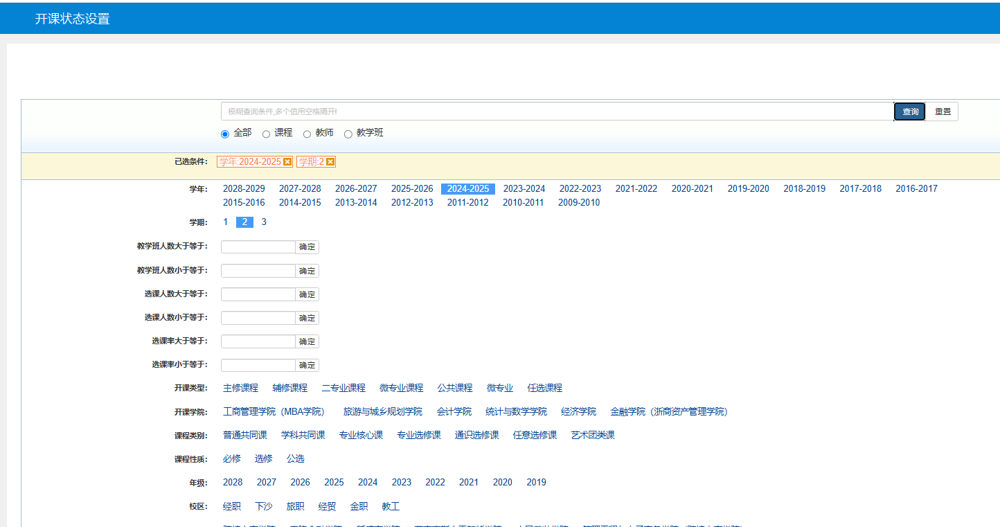 开课状态设置
模糊查询条件,多个值用空格隔开! 查询 重置
全部 课程 教师 教学班
已选条件: 学年:2024-2025 学期:2
学年: 2028-2029 2027-2028 2026-2027 2025-2026 2024-2025 2023-2024 2022-2023 2021-2022 2020-2021 2019-2020 2018-2019 2017-2018 2016-2017
2015-2016 2014-2015 2013-2014 2012-2013 2011-2012 2010-2011 2009-2010
学期: 1 2 3
教学班人数大于等于: 确定
教学班人数小于等于: 确定
选课人数大于等于: 确定
选课人数小于等于: 确定
选课率大于等于: 确定
选课率小于等于: 确定
开课类型: 主修课程 辅修课程 二专业课程 微专业课程 公共课程 微专业 任选课程
开课学院: 工商管理学院（MBA学院） 旅游与城乡规划学院 会计学院 统计与数学学院 经济学院 金融学院（浙商资产管理学院）
课程类别: 普通共同课 学科共同课 专业核心课 专业选修课 通识选修课 任意选修课 艺术团类课
课程性质: 必修 选修 公选
年级: 2028 2027 2026 2025 2024 2023 2022 2021 2020 2019
校区: 经职 下沙 旅职 经贸 金职 教工